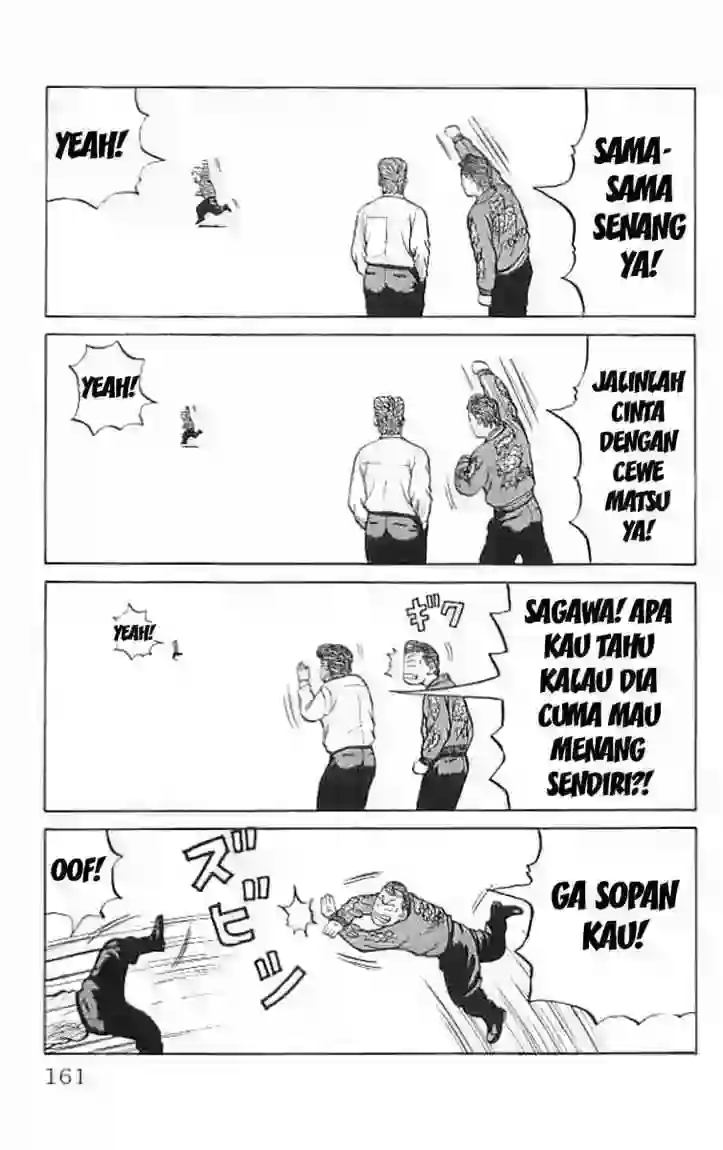 SAMA-
SAMA
SENANG
YA!
YEAH!
JALINLAH
CINTA
DENGAN
CEWE
MATSU
YA!
YEAH!
SAGAWA! APA
KAU TAHU
KALAU DIA
CUMA MAU
MENANG
SENDIRI?!
ギク
YEAH!
GA SOPAN
KAU!
ズビッ
OOF!
161